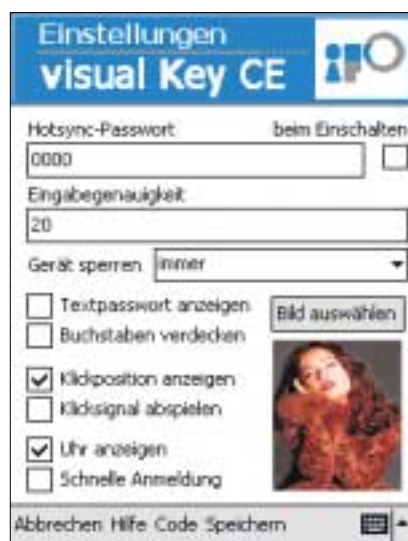 Einstellungen
visual Key CE
Hotsync-Passwort
beim Einschalten
0000
Eingabegenauigkeit
20
Gerät sperren immer
Textpasswort anzeigen
Buchstaben verdecken
Bild auswählen
Klickposition anzeigen
Klicksignal abspielen
Uhr anzeigen
Schnelle Anmeldung
Abbrechen Hilfe Code Speichern